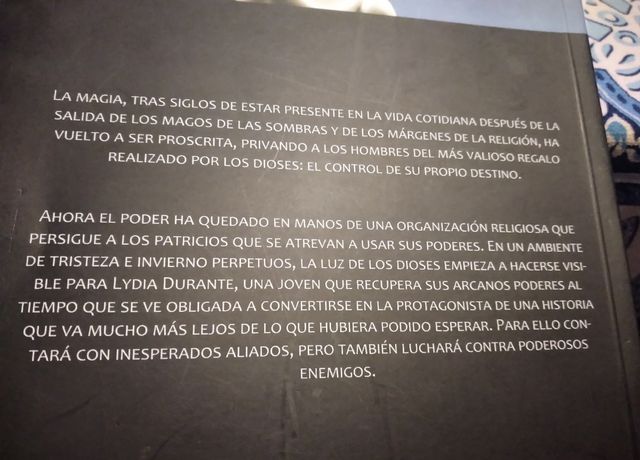 LA MAGIA, TRAS SIGLOS DE ESTAR PRESENTE EN LA VIDA COTIDIANA DESPUÉS DE LA
SALIDA DE LOS MAGOS DE LAS SOMBRAS Y DE LOS MÁRGENES DE LA RELIGIÓN, HA
VUELTO A SER PROSCRITA, PRIVANDO A LOS HOMBRES DEL MÁS VALIOSO REGALO
REALIZADO POR LOS DIOSES: EL CONTROL DE SU PROPIO DESTINO.
AHORA EL PODER HA QUEDADO EN MANOS DE UNA ORGANIZACIÓN RELIGIOSA QUE
PERSIGUE A LOS PATRICIOS QUE SE ATREVAN A USAR SUS PODERES. EN UN AMBIENTE
DE TRISTEZA E INVIERNO PERPETUOS, LA LUZ DE LOS DIOSES EMPIEZA A HACERSE VISI-
BLE PARA LYDIA DURANTE, UNA JOVEN QUE RECUPERA SUS ARCANOS PODERES AL
TIEMPO QUE SE VE OBLIGADA A CONVERTIRSE EN LA PROTAGONISTA DE UNA HISTORIA
QUE VA MUCHO MÁS LEJOS DE LO QUE HUBIERA PODIDO ESPERAR. PARA ELLO CON-
TARÁ CON INESPERADOS ALIADOS, PERO TAMBIÉN LUCHARÁ CONTRA PODEROSOS
ENEMIGOS.